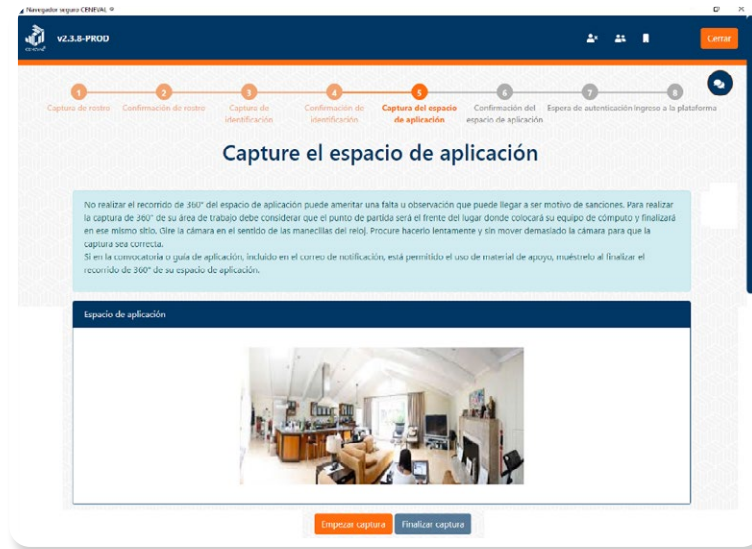 Navegador seguro CENEVAL
v2.3.8-PROD
Cerrar
1
2
3
4
5
6
7
8
Captura de rostro
Confirmación de rostro
Captura de
identificación
Confirmación de
identificación
Captura del espacio
de aplicación
Confirmación del
espacio de aplicación
Espera de autenticación
Ingreso a la plataforma
Capture el espacio de aplicación
No realizar el recorrido de 360° del espacio de aplicación puede ameritar una falta u observación que puede llegar a ser motivo de sanciones. Para realizar
la captura de 360° de su área de trabajo debe considerar que el punto de partida será el frente del lugar donde colocará su equipo de cómputo y finalizará
en ese mismo sitio. Gire la cámara en el sentido de las manecillas del reloj. Procure hacerlo lentamente y sin mover demasiado la cámara para que la
captura sea correcta.
Si en la convocatoria o guía de aplicación, incluido en el correo de notificación, está permitido el uso de material de apoyo, muéstrelo al finalizar el
recorrido de 360° de su espacio de aplicación.
Espacio de aplicación
Empezar captura
Finalizar captura